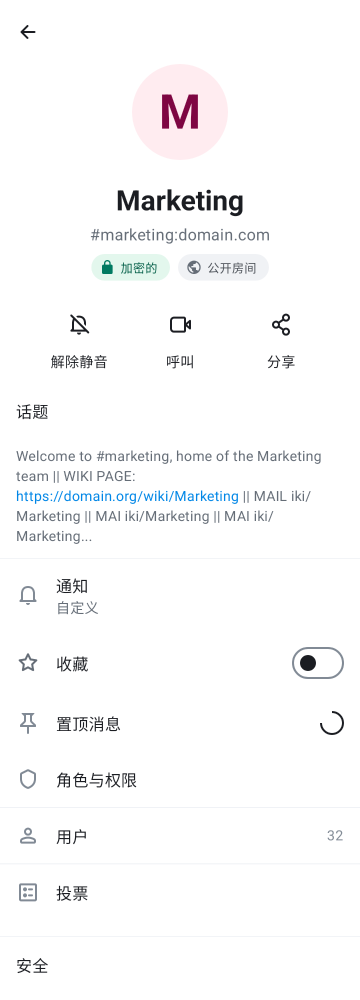 M
Marketing
#marketing:domain.com
加密的 公开房间
解除静音 呼叫 分享
话题
Welcome to #marketing, home of the Marketing
team || WIKI PAGE:
https://domain.org/wiki/Marketing || MAIL iki/
Marketing || MAI iki/Marketing || MAI iki/
Marketing...
通知
自定义
收藏
置顶消息
角色与权限
用户 32
投票
安全